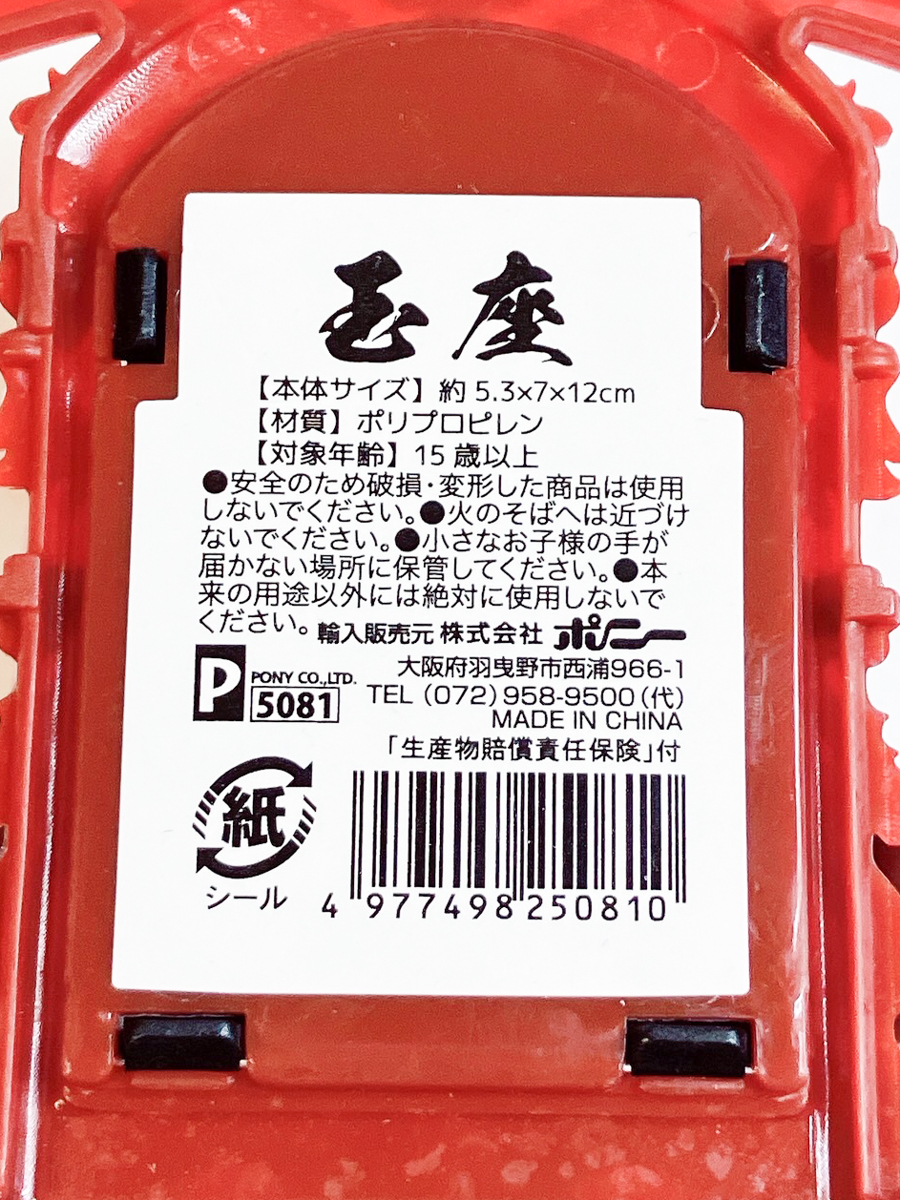 玉座
【本体サイズ】約5.3×7×12cm
【材質】ポリプロピレン
【対象年齢】15歳以上
●安全のため破損・変形した商品は使用
しないでください。●火のそばへは近づけ
ないでください。●小さなお子様の手が
届かない場所に保管してください。●本
来の用途以外には絶対に使用しないで
ください。輸入販売元 株式会社 ポニー
大阪府羽曳野市西浦966-1
P PONY CO.,LTD. TEL (072) 958-9500 (代)
5081 MADE IN CHINA
「生産物賠償責任保険」付
紙
シール
4 977498 250810